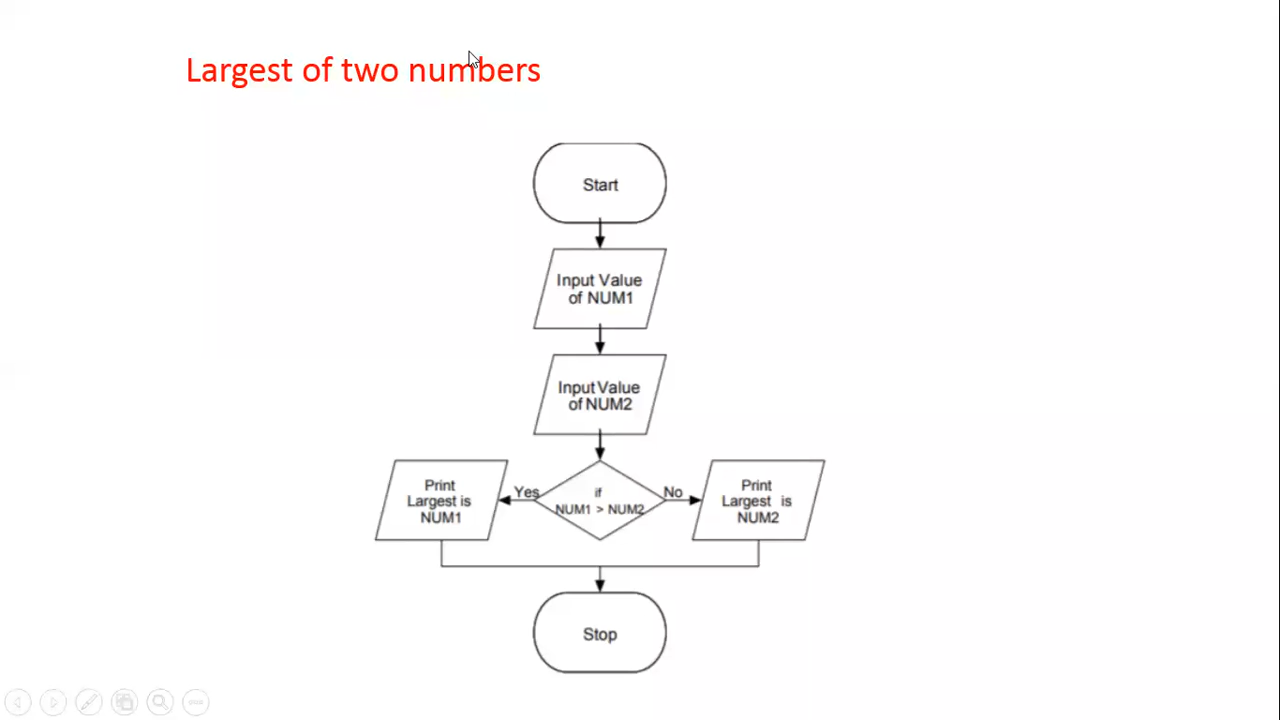 Largest of two numbers
Start
Input Value
of NUM1
Input Value
of NUM2
Print
Largest is
NUM1
Yes
if
NUM1 > NUM2
No
Print
Largest is
NUM2
Stop